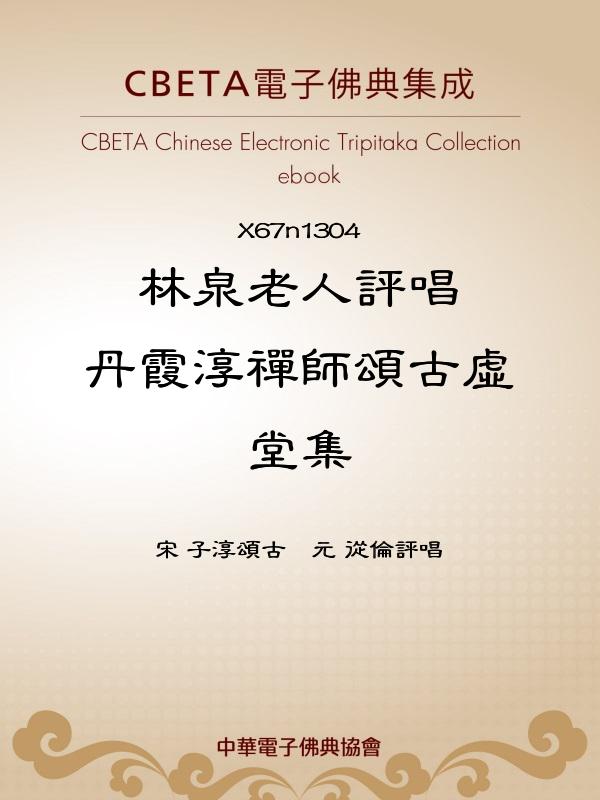 CBETA電子佛典集成
CBETA Chinese Electronic Tripitaka Collection
ebook
X67n1304
林泉老人評唱
丹霞淳禪師頌古虛
堂集
宋 子淳頌古　元 從倫評唱
中華電子佛典協會